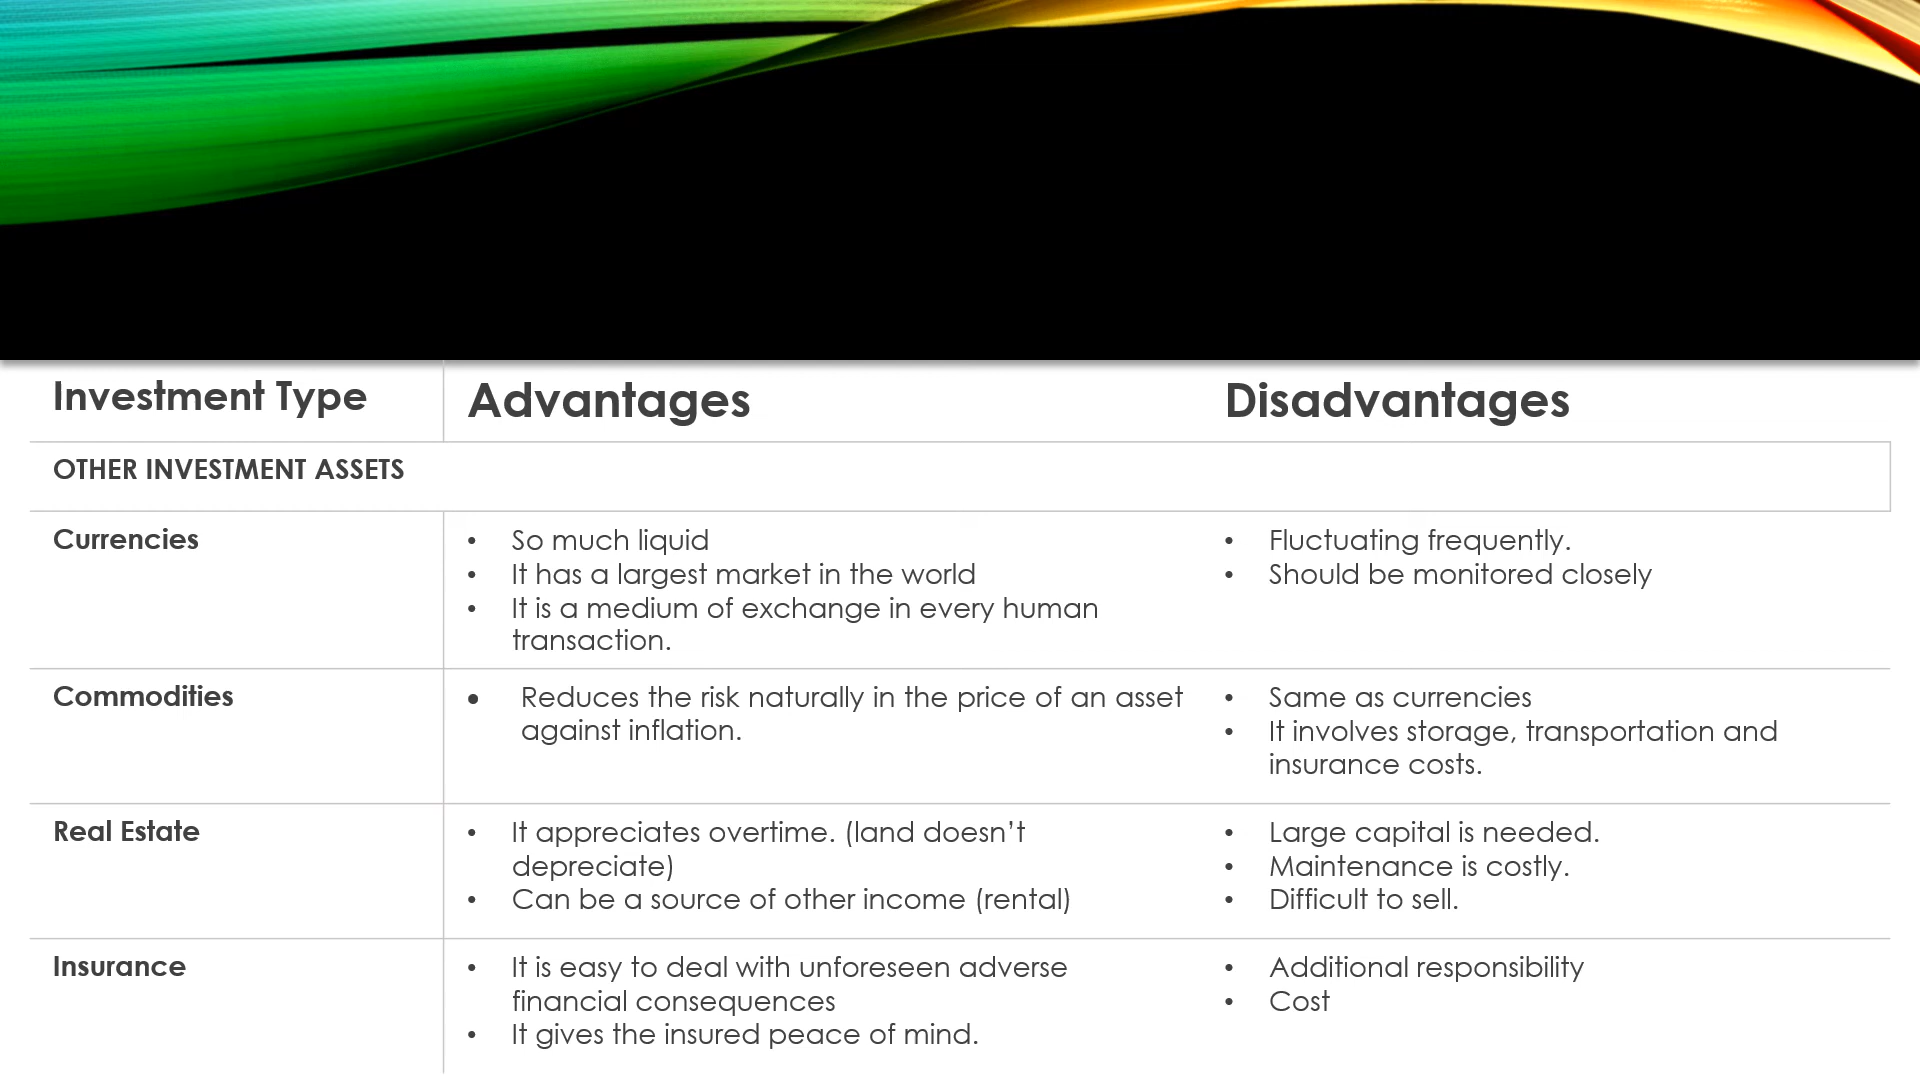 Investment Type Advantages Disadvantages
OTHER INVESTMENT ASSETS
Currencies
• So much liquid
• It has a largest market in the world
• It is a medium of exchange in every human
transaction.
• Fluctuating frequently.
• Should be monitored closely
Commodities
• Reduces the risk naturally in the price of an asset
against inflation.
• Same as currencies
• It involves storage, transportation and
insurance costs.
Real Estate
• It appreciates overtime. (land doesn’t
depreciate)
• Can be a source of other income (rental)
• Large capital is needed.
• Maintenance is costly.
• Difficult to sell.
Insurance
• It is easy to deal with unforeseen adverse
financial consequences
• It gives the insured peace of mind.
• Additional responsibility
• Cost